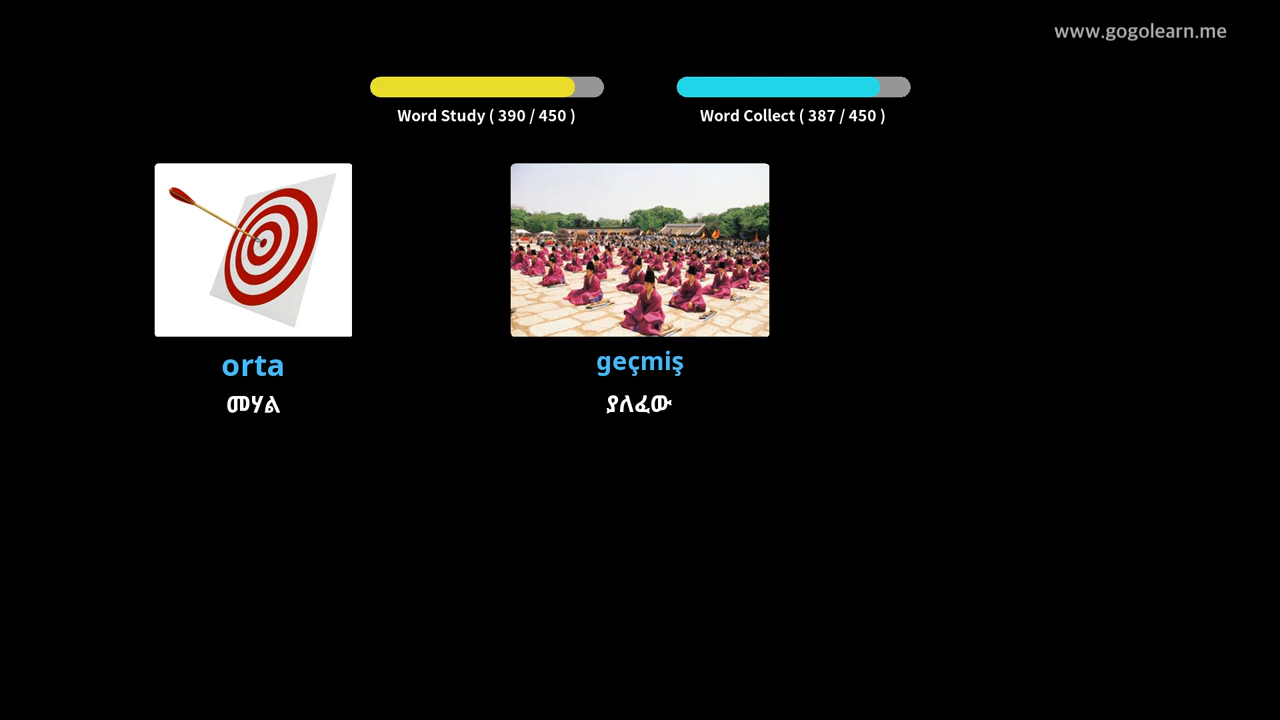 www.gogolearn.me
Word Study ( 390 / 450 )
Word Collect ( 387 / 450 )
orta
መሃል
geçmiş
ያለፈው